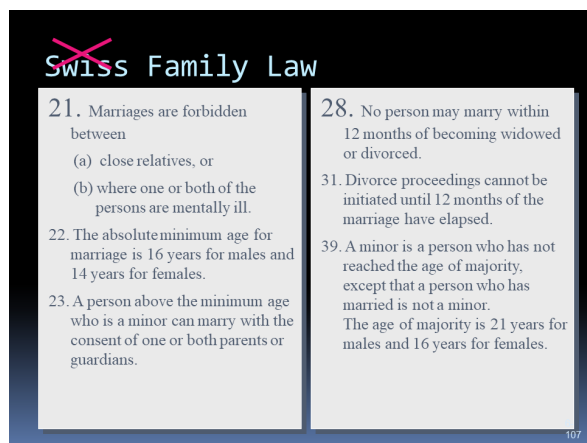 Swiss Family Law
21. Marriages are forbidden
between
(a) close relatives, or
(b) where one or both of the
persons are mentally ill.
22. The absolute minimum age for
marriage is 16 years for males and
14 years for females.
23. A person above the minimum age
who is a minor can marry with the
consent of one or both parents or
guardians.
28. No person may marry within
12 months of becoming widowed
or divorced.
31. Divorce proceedings cannot be
initiated until 12 months of the
marriage have elapsed.
39. A minor is a person who has not
reached the age of majority,
except that a person who has
married is not a minor.
The age of majority is 21 years for
males and 16 years for females.
107